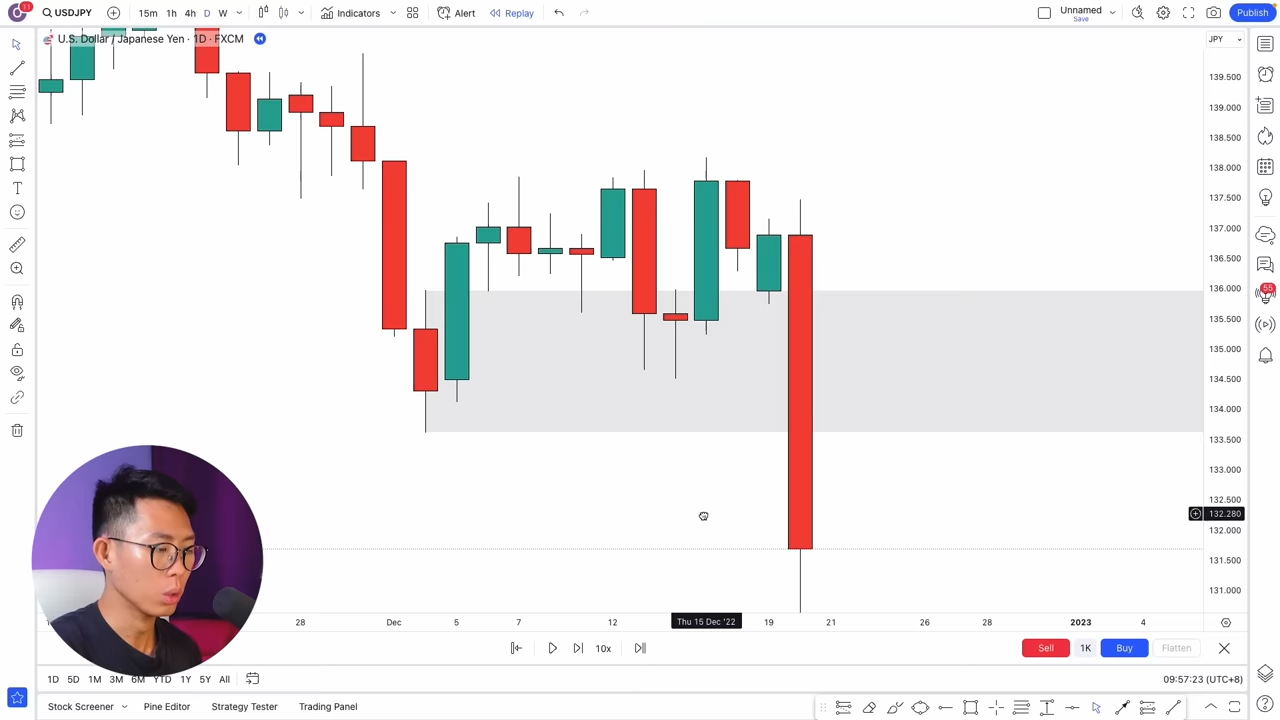 11
USDJPY
15m 1h 4h D W
Indicators
Alert
Replay
Unnamed
Save
Publish
U.S. Dollar / Japanese Yen · 1D · FXCM
JPY
139.500
139.000
138.500
138.000
137.500
137.000
136.500
136.000
55
135.500
135.000
134.500
134.000
133.500
133.000
132.500
132.280
132.000
131.500
131.000
28 Dec 5 7 12 Thu 15 Dec '22 19 21 26 28 2023 4
10x
Sell 1K Buy Flatten
1D 5D 1M 3M 6M YTD 1Y 5Y All
09:57:23 (UTC+8)
Stock Screener Pine Editor Strategy Tester Trading Panel